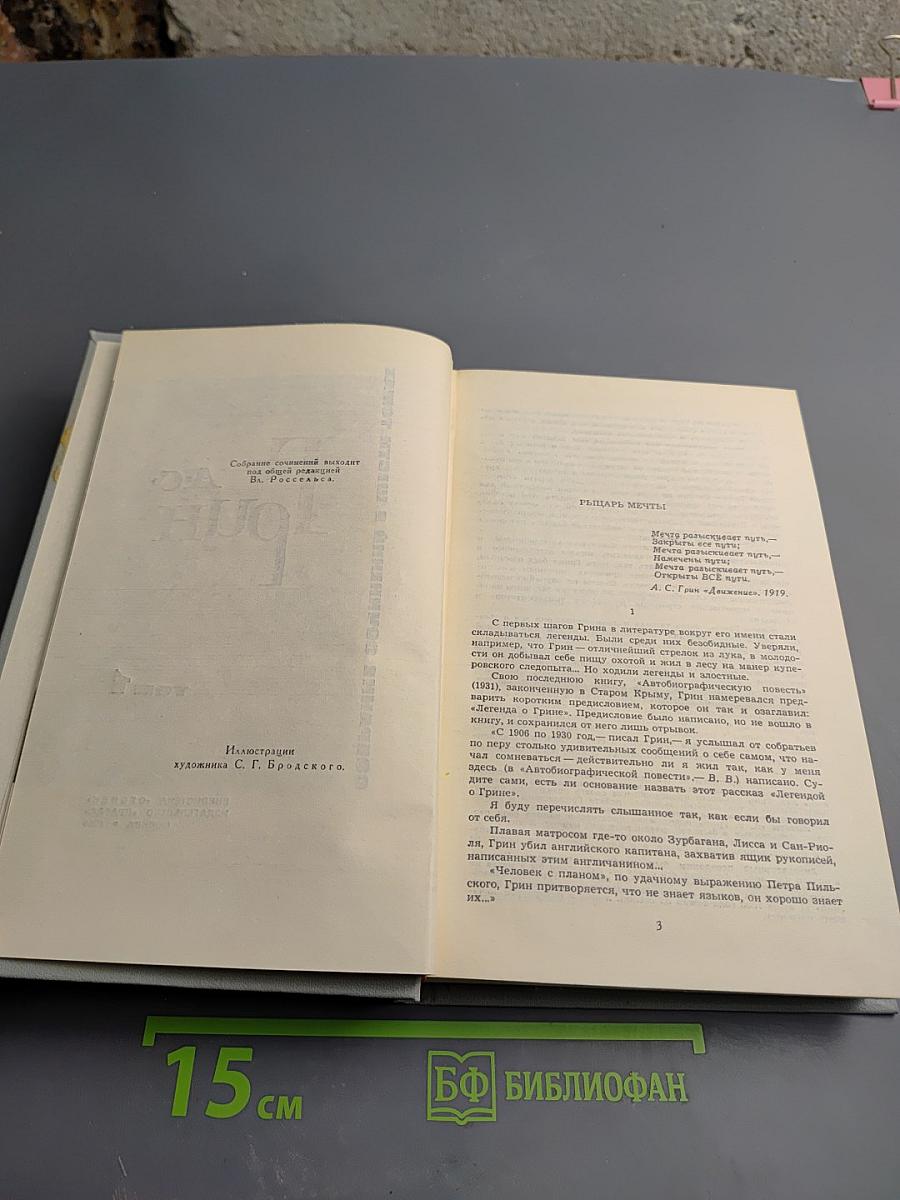 Собрание сочинений выходит
под общей редакцией
Вл. Россельса.
Иллюстрации
художника С. Г. Бродского.
РЫЦАРЬ МЕЧТЫ
Мечта разыскивает путь,—
Закрыты все пути;
Мечта разыскивает путь,—
Намечены пути;
Мечта разыскивает путь,—
Открыты ВСЕ пути.
А. С. Грин «Движение». 1919.
1
С первых шагов Грина в литературе вокруг его имени стали
складываться легенды. Были среди них безобидные. Уверяли,
например, что Грин — отличнейший стрелок из лука, в молодо-
сти он добывал себе пищу охотой и жил в лесу на манер купе-
ровского следопыта... Но ходили легенды и злостные.
Свою последнюю книгу, «Автобиографическую повесть»
(1931), законченную в Старом Крыму, Грин намеревался пред-
варить коротким предисловием, которое он так и озаглавил:
«Легенда о Грине». Предисловие было написано, но не вошло в
книгу, и сохранился от него лишь отрывок.
«С 1906 по 1930 год,— писал Грин,— я услышал от собратьев
по перу столько удивительных сообщений о себе самом, что на-
чал сомневаться — действительно ли я жил так, как у меня
здесь (в «Автобиографической повести».— В. В.) написано. Су-
дите сами, есть ли основание назвать этот рассказ «Легендой
о Грине».
Я буду перечислять слышанное так, как если бы говорил
от себя.
Плавая матросом где-то около Зурбагана, Лисса и Сан-Рио-
ля, Грин убил английского капитана, захватив ящик рукописей,
написанных этим англичанином...
«Человек с планом», по удачному выражению Петра Пиль-
ского, Грин притворяется, что не знает языков, он хорошо знает
их...»
3
15 см
БФ БИБЛИОФАН